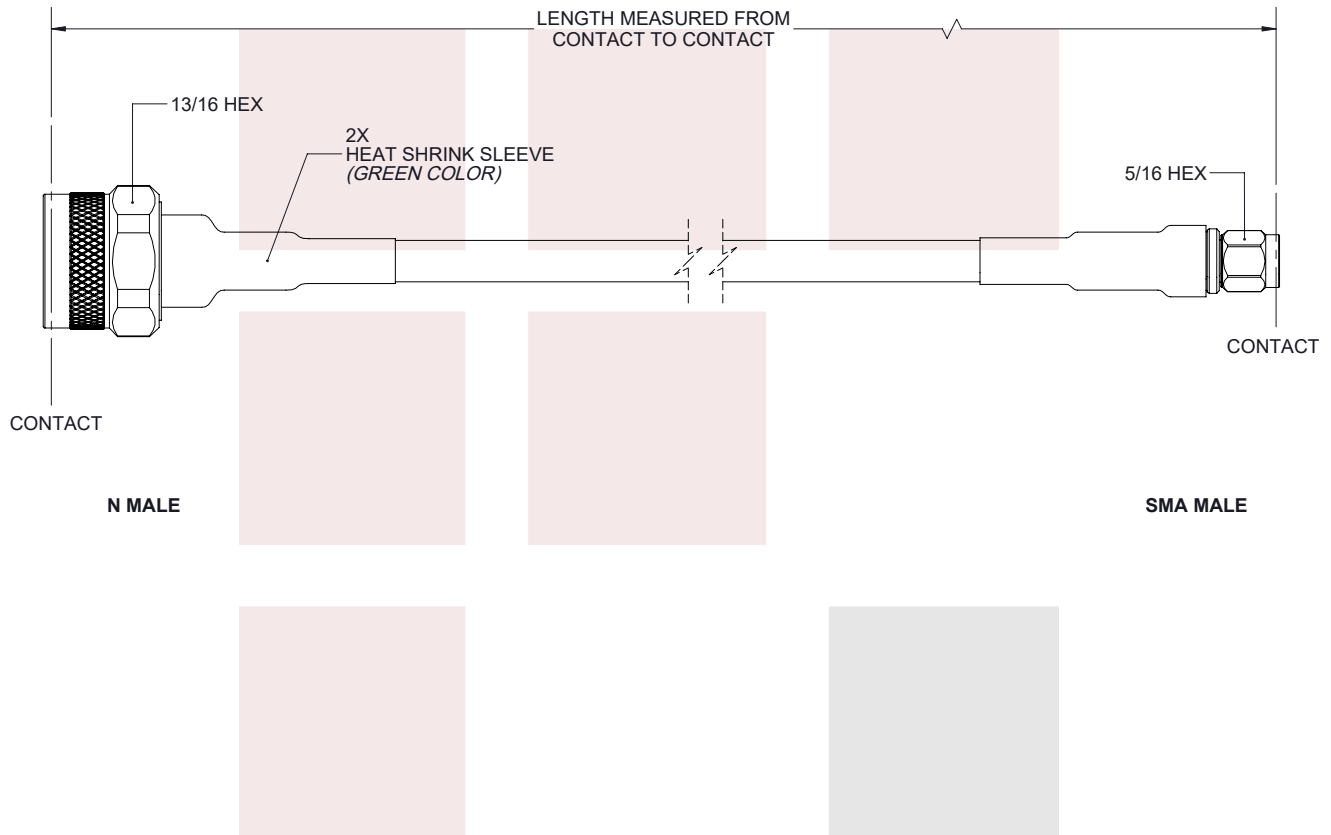 LENGTH MEASURED FROM
CONTACT TO CONTACT
13/16 HEX
2X
HEAT SHRINK SLEEVE
(GREEN COLOR)
5/16 HEX
CONTACT
CONTACT
N MALE
SMA MALE